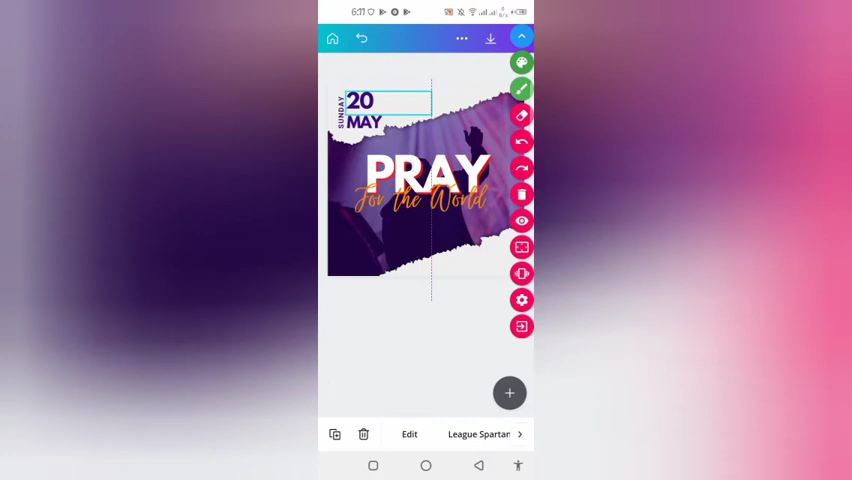 6:11
20
SUNDAY
MAY
PRAY
For the World
Edit
League Spartan